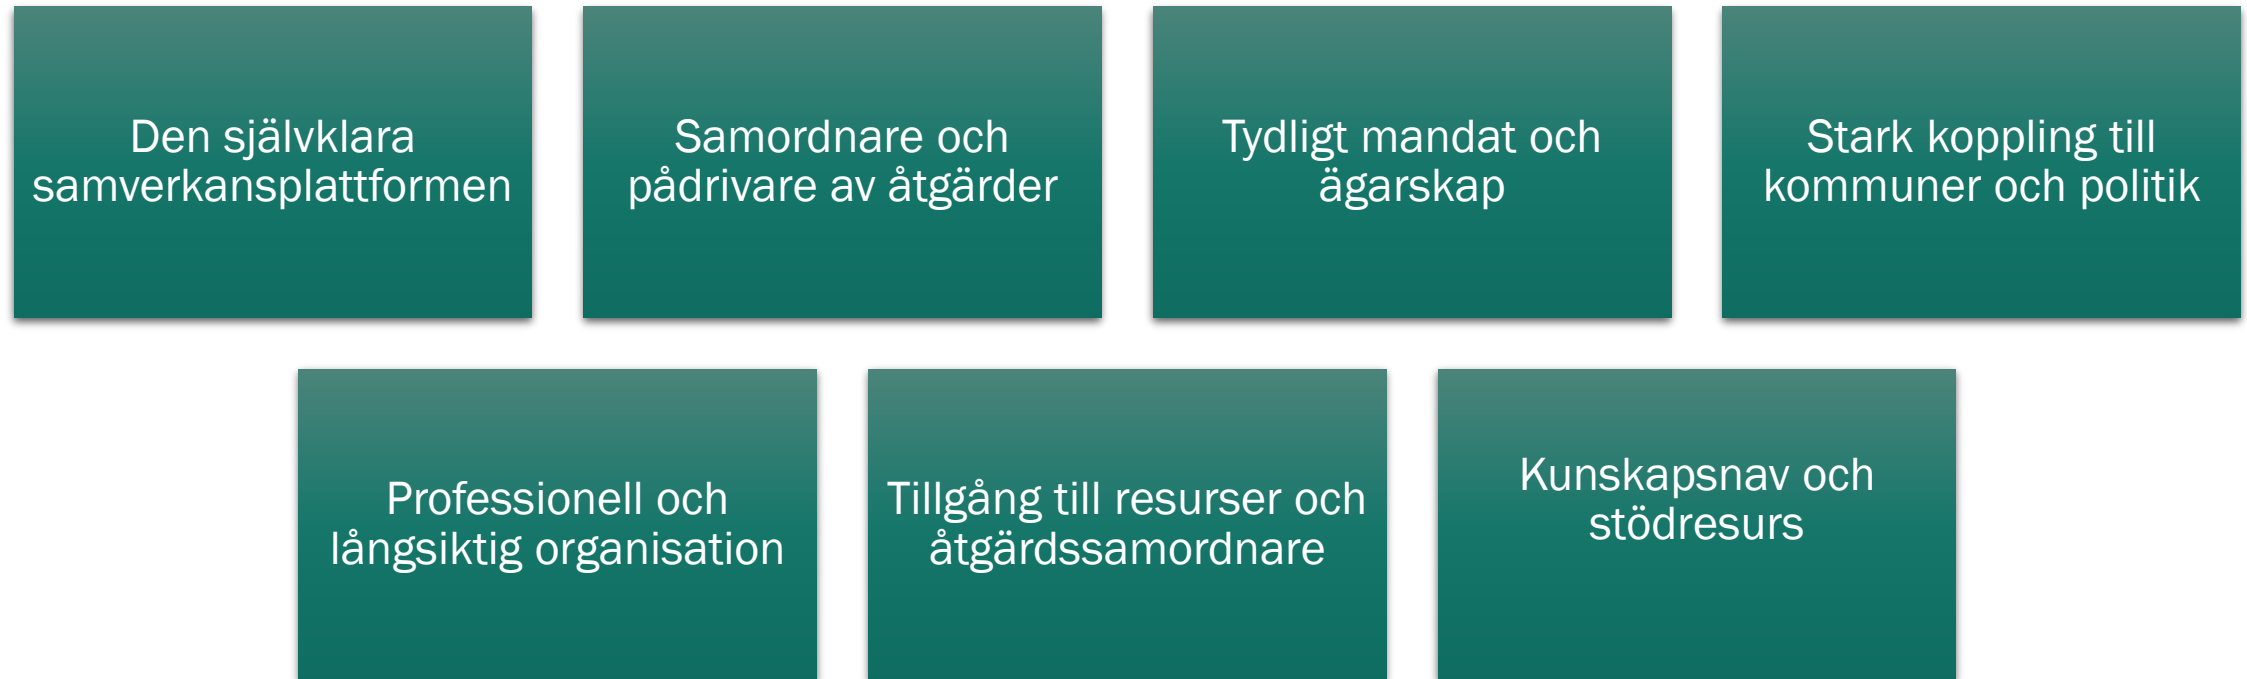 Den självklara
samverkansplattformen
Samordnare och
pådrivare av åtgärder
Tydligt mandat och
ägarskap
Stark koppling till
kommuner och politik
Professionell och
långsiktig organisation
Tillgång till resurser och
åtgärdssamordnare
Kunskapsnav och
stödresurs